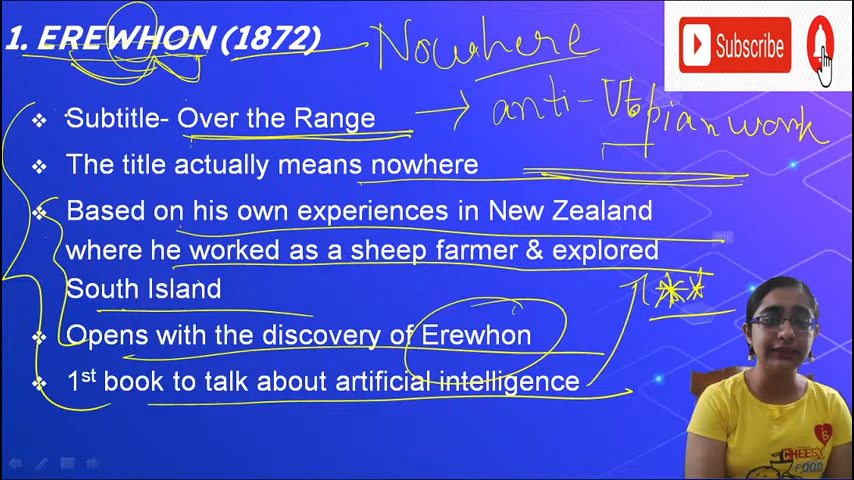 1. EREWHON (1872)
Nowhere
Subscribe
Subtitle- Over the Range
anti-Utopian work
The title actually means nowhere
Based on his own experiences in New Zealand
where he worked as a sheep farmer & explored
South Island
Opens with the discovery of Erewhon
1st book to talk about artificial intelligence
CHEESY
FOOD